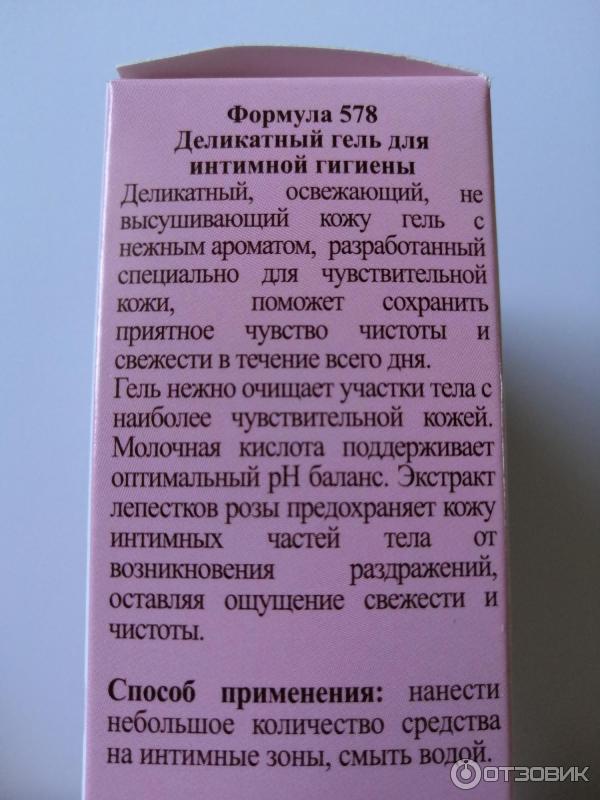 Формула 578
Деликатный гель для
интимной гигиены
Деликатный, освежающий, не
высушивающий кожу гель с
нежным ароматом, разработанный
специально для чувствительной
кожи, поможет сохранить
приятное чувство чистоты и
свежести в течение всего дня.
Гель нежно очищает участки тела с
наиболее чувствительной кожей.
Молочная кислота поддерживает
оптимальный pH баланс. Экстракт
лепестков розы предохраняет кожу
интимных частей тела от
возникновения раздражений,
оставляя ощущение свежести и
чистоты.
Способ применения: нанести
небольшое количество средства
на интимные зоны, смыть водой.
ОТЗОВИК